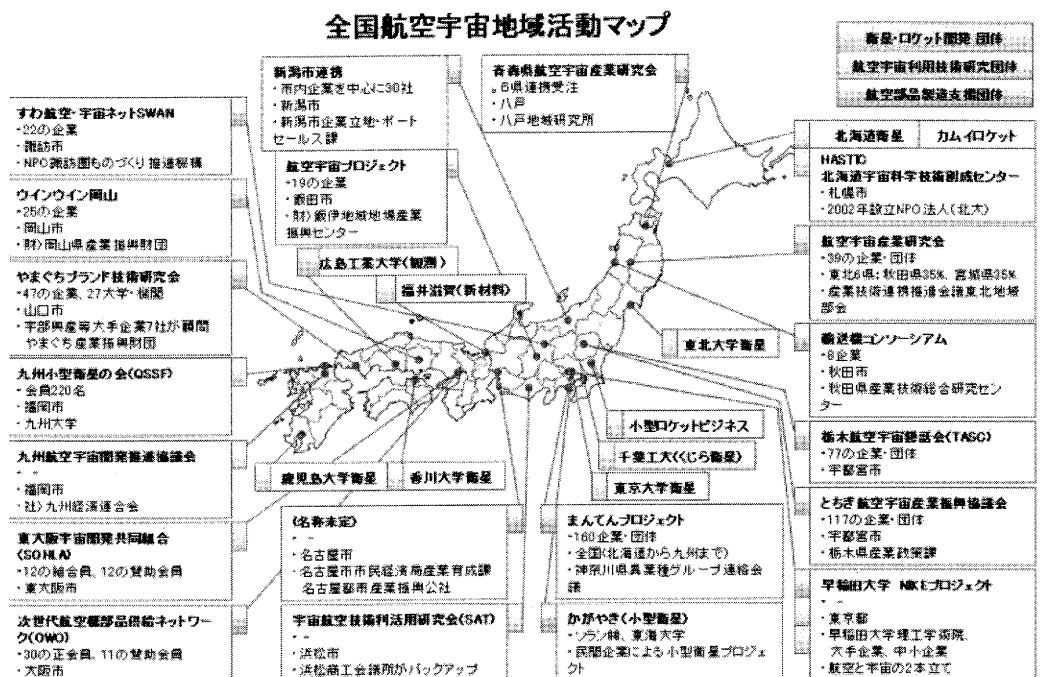 全国航空宇宙地域活動マップ
衛星・ロケット開発 団体
航空宇宙利用技術研究団体
航空部品製造支援団体
すわ航空・宇宙ネットSWAN
・22の企業
・諏訪市
・NPO諏訪圏ものづくり推進機構
ウインウイン岡山
・25の企業
・岡山市
・財)岡山県産業振興財団
やまぐちブランド技術研究会
・47の企業、27大学・機関
・山口市
・宇部興産等大手企業7社が顧問
やまぐち産業振興財団
九州小型衛星の会(QSSF)
・会員220名
・福岡市
・九州大学
九州航空宇宙開発推進協議会
・-
・福岡市
・社)九州経済連合会
東大阪宇宙開発共同組合
(SOHLA)
・12の組合員、12の賛助会員
・東大阪市
次世代航空機部品供給ネットワー
ク(OWO)
・30の正会員、11の賛助会員
・大阪市
新潟市連携
・市内企業を中心に30社
・新潟市
・新潟市企業立地・ポート
セールス課
航空宇宙プロジェクト
・19の企業
・飯田市
・財)飯伊地域地場産業
振興センター
広島工業大学(観測)
福井滋賀(新材料)
青森県航空宇宙産業研究会
・6県連携受注
・八戸
・八戸地域研究所
北海道衛星
カムイロケット
HASTIC
北海道宇宙科学技術創成センター
・札幌市
・2002年設立NPO法人(北大)
航空宇宙産業研究会
・39の企業・団体
・東北6県:秋田県35%、宮城県35%
・産業技術連携推進会議東北地域
部会
東北大学衛星
輸送機コンソーシアム
・8企業
・秋田市
・秋田県産業技術総合研究セン
ター
小型ロケットビジネス
千葉工大(くじら衛星)
東京大学衛星
栃木航空宇宙懇話会(TASC)
・77の企業・団体
・宇都宮市
とちぎ航空宇宙産業振興協議会
・117の企業・団体
・宇都宮市
・栃木県産業政策課
早稲田大学 NIKEプロジェクト
・-
・東京都
・早稲田大学理工学術院、
大手企業、中小企業
・航空と宇宙の2本立て
鹿児島大学衛星
香川大学衛星
(名称未定)
・-
・名古屋市
・名古屋市市民経済局産業育成課
名古屋都市産業振興公社
宇宙航空技術利活用研究会(SAT)
・-
・浜松市
・浜松商工会議所がバックアップ
まんてんプロジェクト
・160企業・団体
・全国(北海道から九州まで)
・神奈川県異業種グループ連絡会
議
かがやき(小型衛星)
・ソラン㈱、東海大学
・民間企業による小型衛星プロジェ
クト